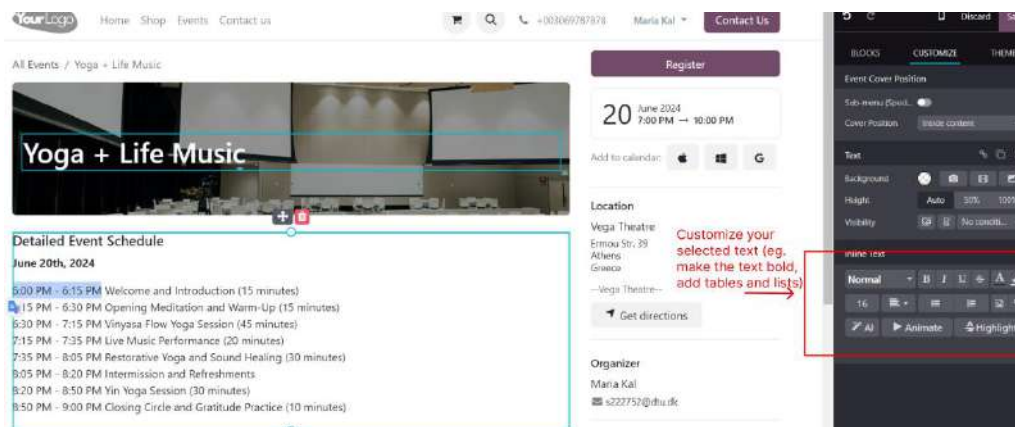 YourLogo Home Shop Events Contact us +003069787878 Maria Kal Contact Us
Discard
All Events / Yoga + Life Music
Register
BLOCKS CUSTOMIZE THEME
Event Cover Position
Sub-menu (Speci...
Cover Position Inside content
20 June 2024
7:00 PM → 10:00 PM
Yoga + Life Music
Add to calendar: G
Text
Background
Height Auto 50% 100%
Visibility No conditi...
Location
Vega Theatre
Ermou Str. 39
Athens
Greece
--Vega Theatre--
Get directions
Customize your
selected text (eg.
make the text bold,
add tables and lists)
Inline Text
Normal B I U S A
16
AI Animate Highlight
Detailed Event Schedule
June 20th, 2024
6:00 PM - 6:15 PM Welcome and Introduction (15 minutes)
15 PM - 6:30 PM Opening Meditation and Warm-Up (15 minutes)
6:30 PM - 7:15 PM Vinyasa Flow Yoga Session (45 minutes)
7:15 PM - 7:35 PM Live Music Performance (20 minutes)
7:35 PM - 8:05 PM Restorative Yoga and Sound Healing (30 minutes)
8:05 PM - 8:20 PM Intermission and Refreshments
8:20 PM - 8:50 PM Yin Yoga Session (30 minutes)
8:50 PM - 9:00 PM Closing Circle and Gratitude Practice (10 minutes)
Organizer
Maria Kal
s222752@dtu.dk